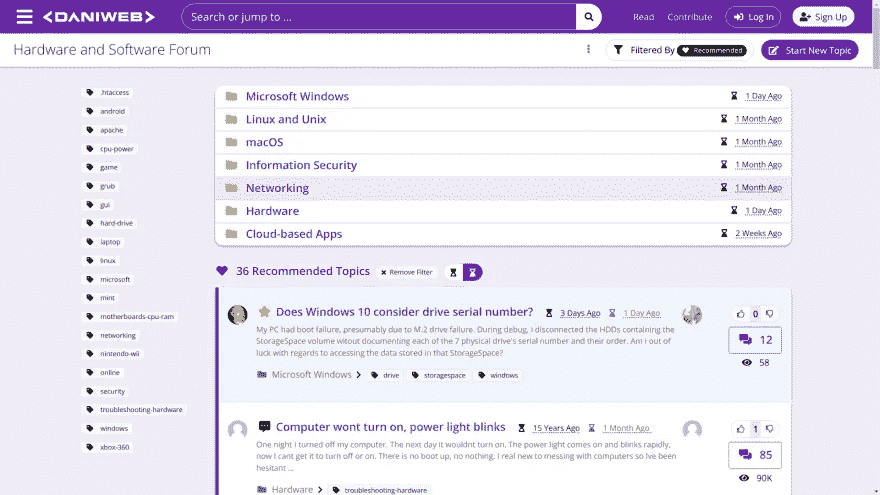 <DANIWEB>
Search or jump to ...
Read
Contribute
Log In
Sign Up
Hardware and Software Forum
Filtered By
Recommended
Start New Topic
.htaccess
android
apache
cpu-power
game
grub
gui
hard-drive
laptop
linux
microsoft
mint
motherboards-cpu-ram
networking
nintendo-wii
online
security
troubleshooting-hardware
windows
xbox-360
Microsoft Windows 1 Day Ago
Linux and Unix 1 Month Ago
macOS 1 Month Ago
Information Security 1 Month Ago
Networking 1 Month Ago
Hardware 1 Day Ago
Cloud-based Apps 2 Weeks Ago
36 Recommended Topics × Remove Filter
Does Windows 10 consider drive serial number? 3 Days Ago 1 Day Ago
0
My PC had boot failure, presumably due to M.2 drive failure. During debug, I disconnected the HDDs containing the
StorageSpace volume witout documenting each of the 7 physical drive's serial number and their order. Am I out of
luck with regards to accessing the data stored in that StorageSpace?
12
58
Microsoft Windows > drive storagespace windows
Computer wont turn on, power light blinks 15 Years Ago 1 Month Ago
1
One night i turned off my computer. The next day it wouldnt turn on. The power light comes on and blinks rapidly,
now I cant get it to turn off or on. There is no boot up, no nothing. I real new to messing with computers so Ive been
hesitant ...
85
90K
Hardware > troubleshooting-hardware